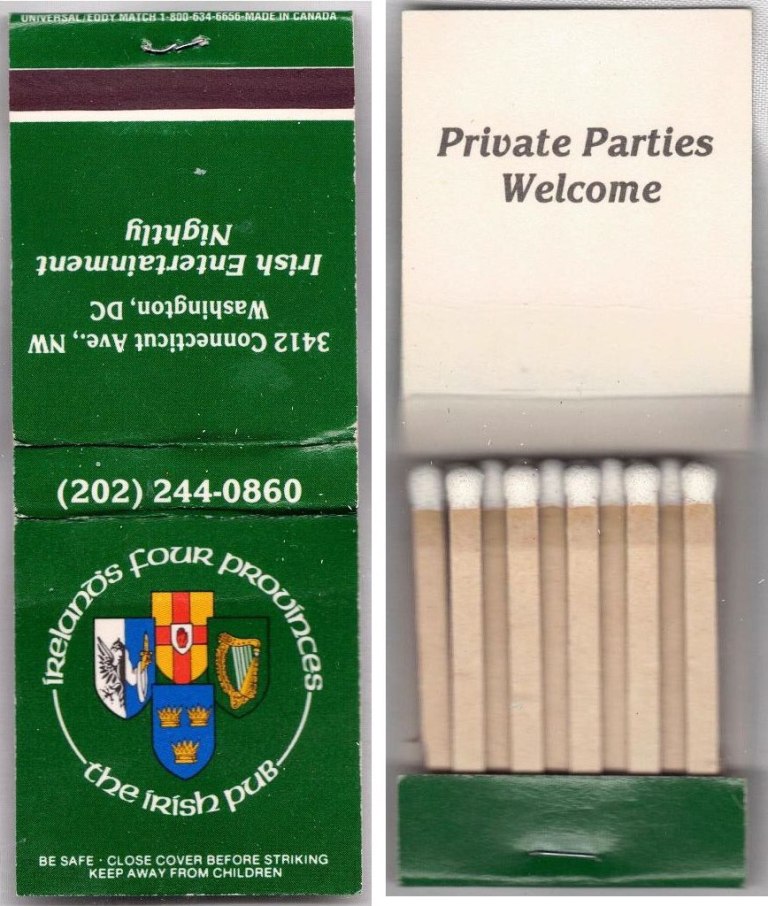 UNIVERSAL/EDDY MATCH 1-800-634-6656-MADE IN CANADA
3412 Connecticut Ave., NW
Washington, DC
Irish Entertainment
Nightly
(202) 244-0860
Ireland's Four Provinces
The Irish Pub
BE SAFE · CLOSE COVER BEFORE STRIKING
KEEP AWAY FROM CHILDREN
Private Parties
Welcome